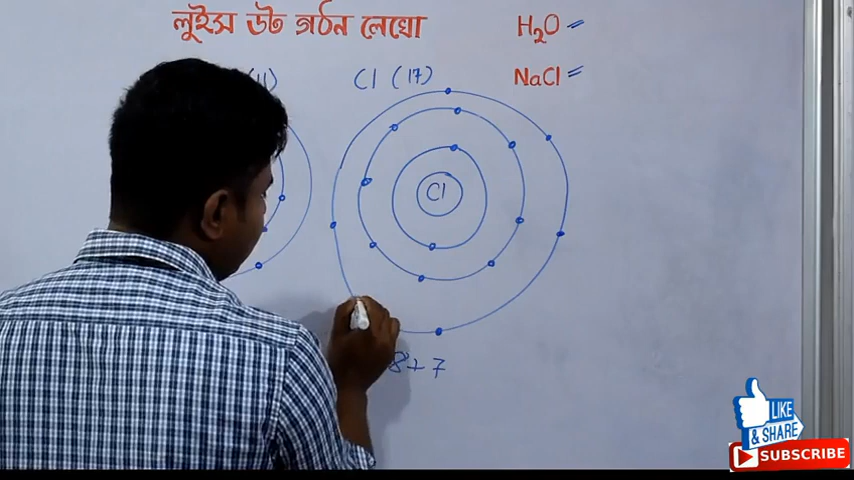 লুইস ডট গঠন লেখো
H₂O =
11)
Cl (17)
NaCl =
Cl
8+7
LIKE
& SHARE
SUBSCRIBE